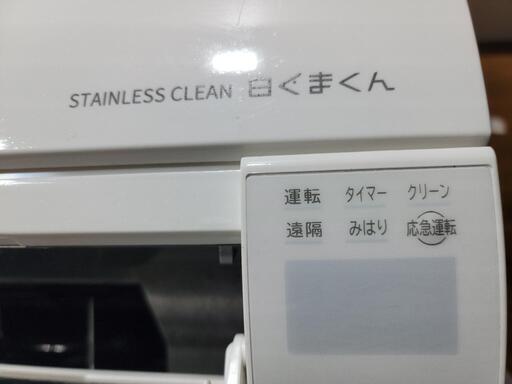 STAINLESS CLEAN 白くまくん
運転 タイマー クリーン
遠隔 みはり 応急運転